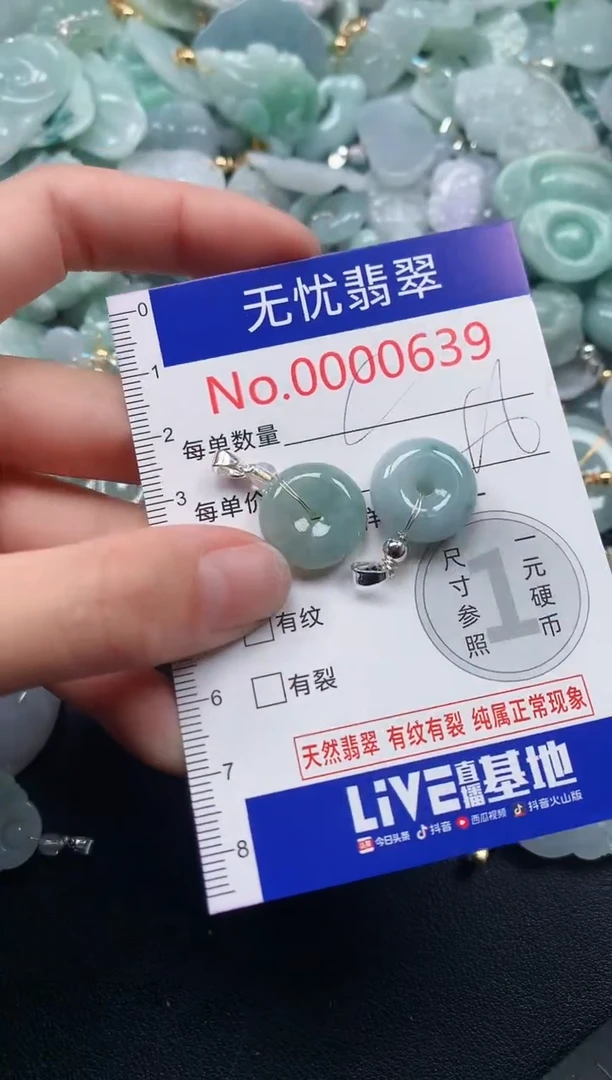 无忧翡翠
No.0000639
每单数量
每单价
有纹
有裂
一元硬币
尺寸参照
1
天然翡翠 有纹有裂 纯属正常现象
LiVE直播基地
今日头条 抖音 西瓜视频 抖音火山版
0
1
2
3
6
7
8